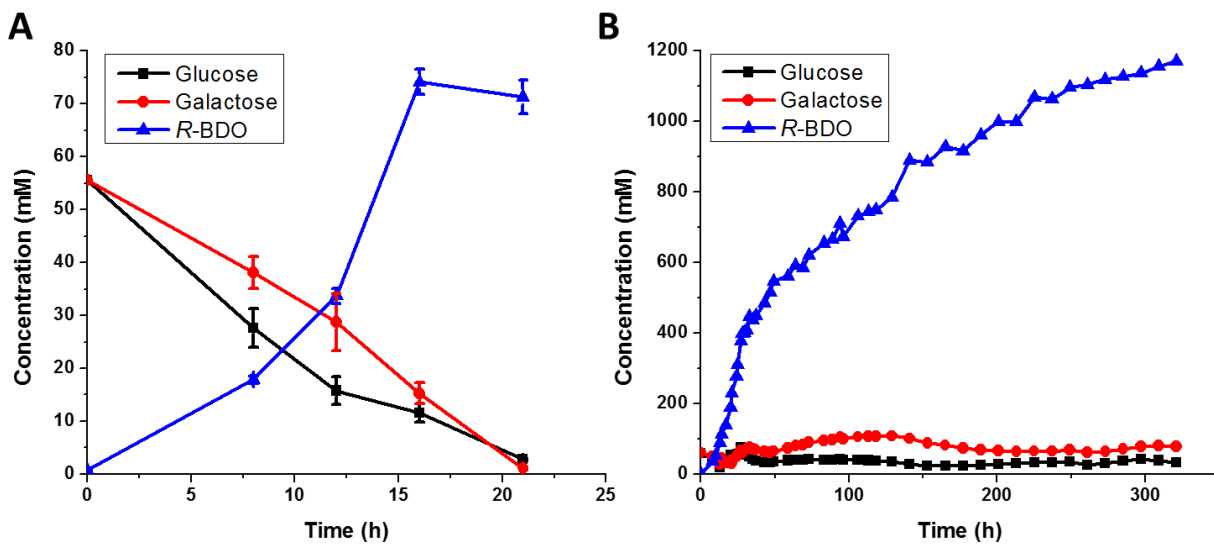 A
Concentration (mM)
80
70
60
50
40
30
20
10
0
0 5 10 15 20 25
Time (h)
Glucose
Galactose
R-BDO
B
Concentration (mM)
1200
1000
800
600
400
200
0
0 100 200 300
Time (h)
Glucose
Galactose
R-BDO